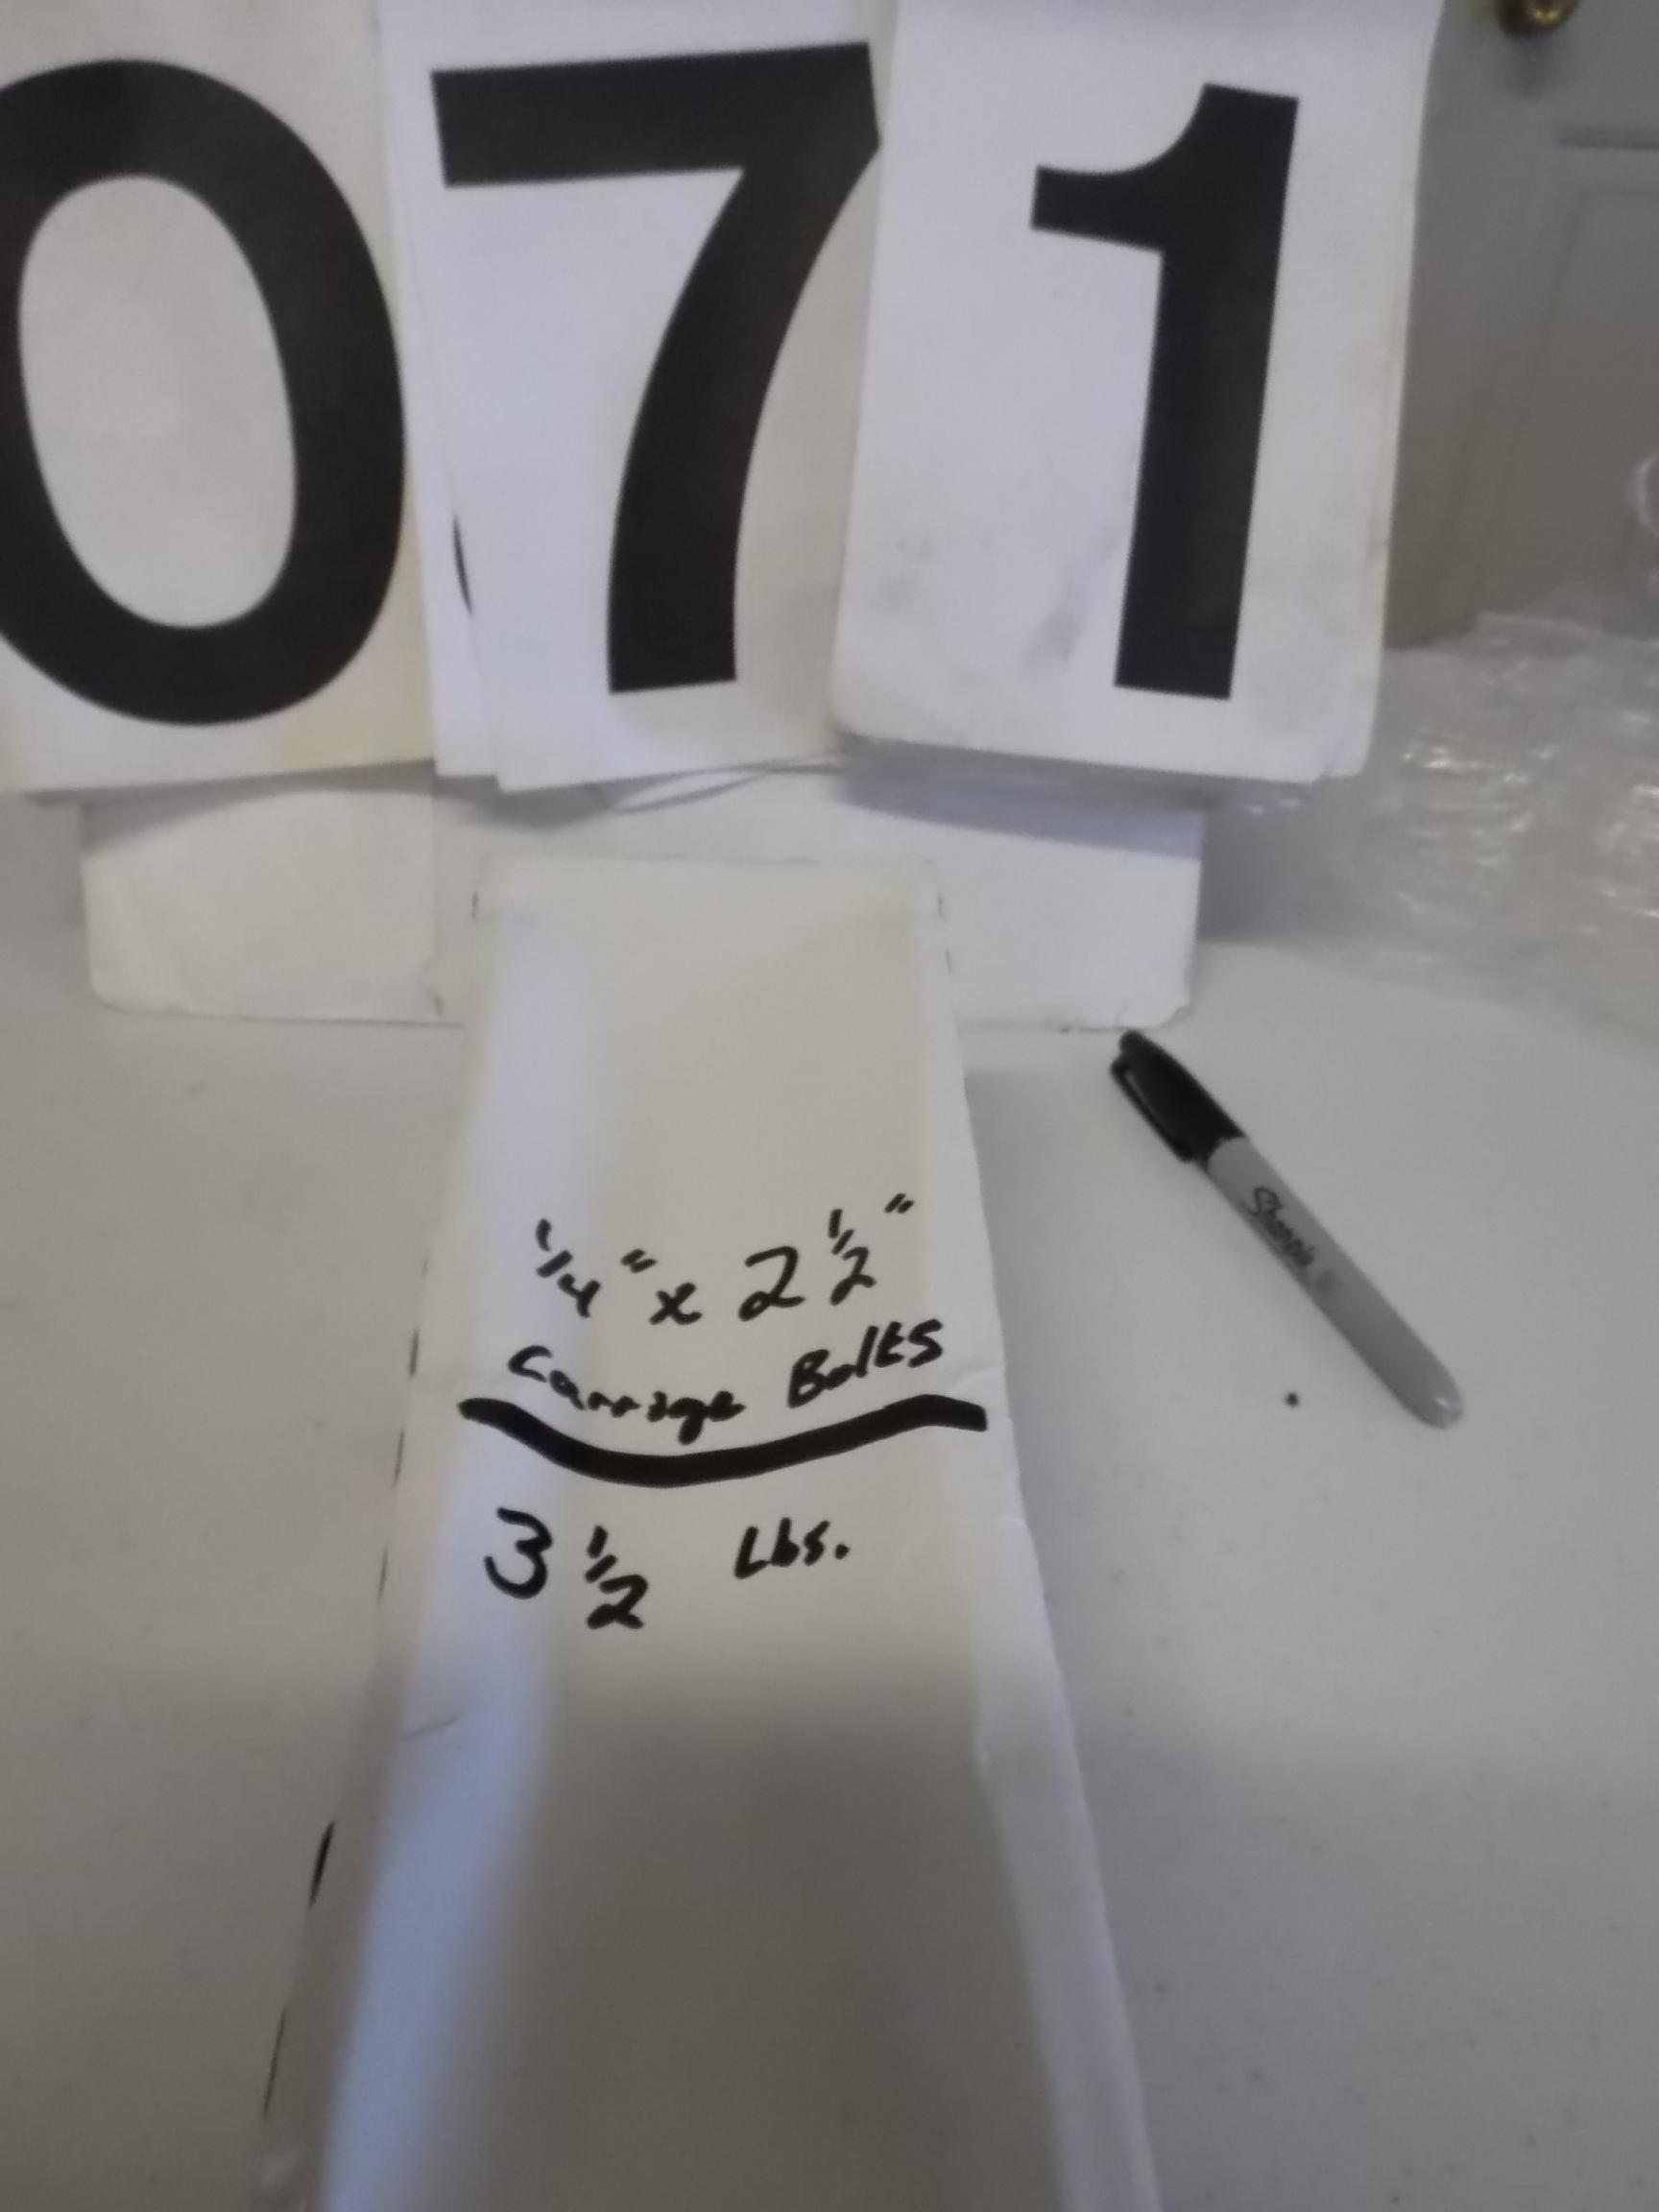 071
1/4" x 2 1/2"
Carriage Bolts
3 1/2 Lbs.
Sharpie